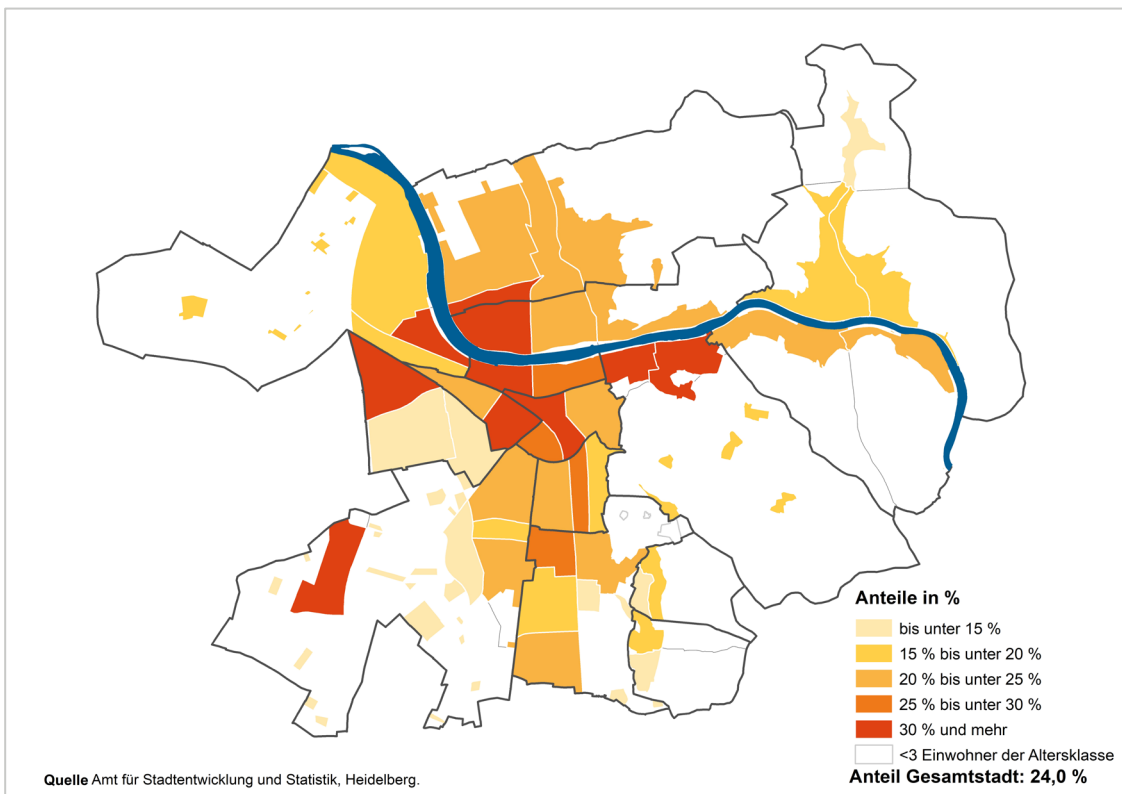 Anteile in %
bis unter 15 %
15 % bis unter 20 %
20 % bis unter 25 %
25 % bis unter 30 %
30 % und mehr
<3 Einwohner der Altersklasse
Anteil Gesamtstadt: 24,0 %
Quelle Amt für Stadtentwicklung und Statistik, Heidelberg.